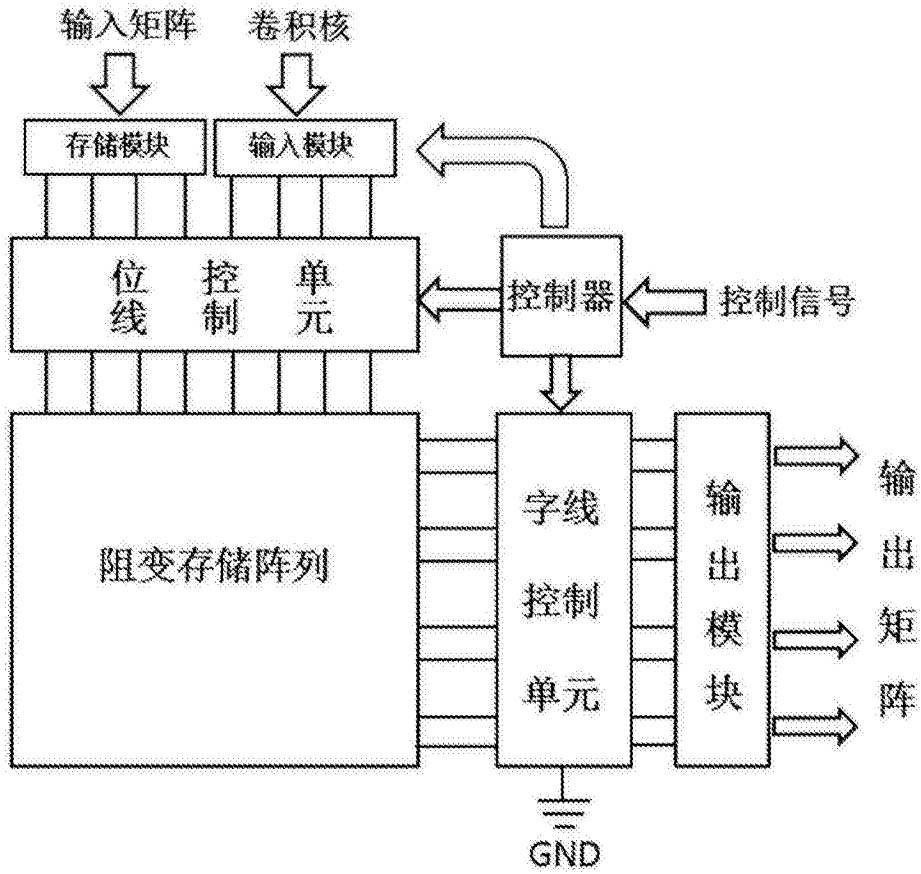 输入矩阵
卷积核
存储模块
输入模块
位线
控制
单元
控制器
控制信号
阻变存储阵列
字线
控制
单元
输出模块
输出矩阵
GND